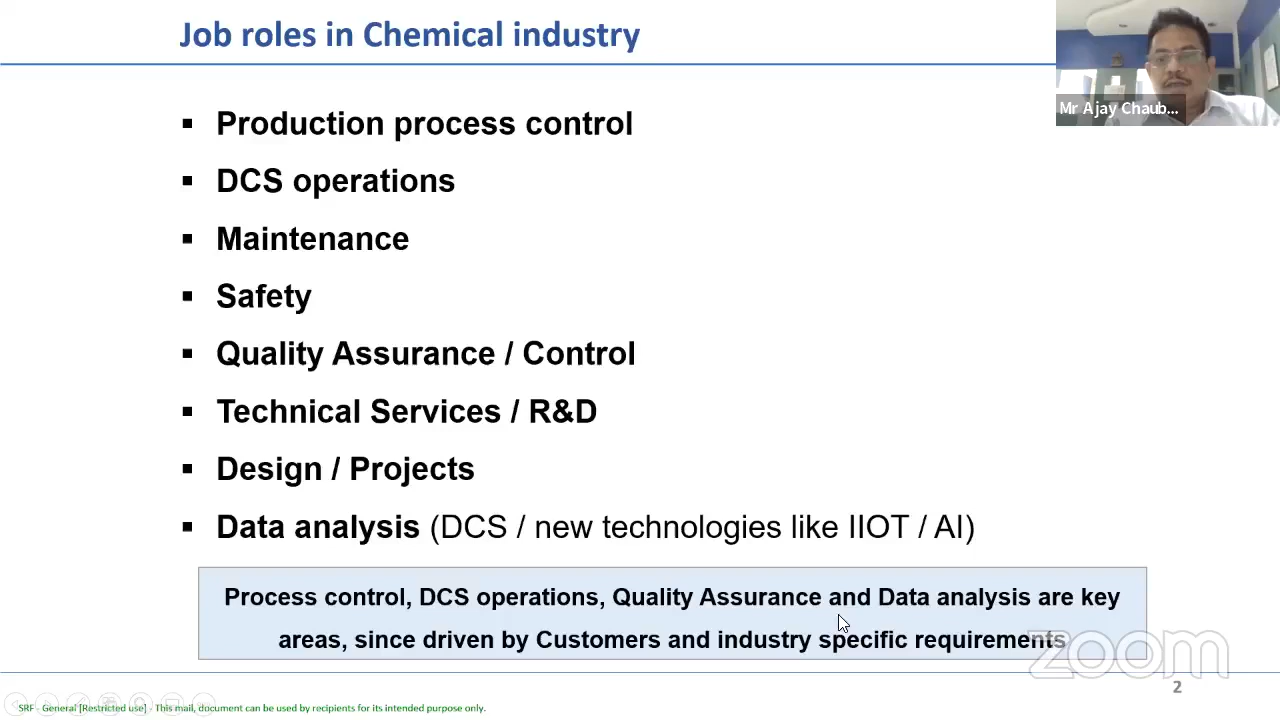 Job roles in Chemical industry
Mr Ajay Chaub...
▪ Production process control
▪ DCS operations
▪ Maintenance
▪ Safety
▪ Quality Assurance / Control
▪ Technical Services / R&D
▪ Design / Projects
▪ Data analysis (DCS / new technologies like IIOT / AI)
Process control, DCS operations, Quality Assurance and Data analysis are key
areas, since driven by Customers and industry specific requirements
zoom
2
SRF - General [Restricted use] - This mail, document can be used by recipients for its intended purpose only.